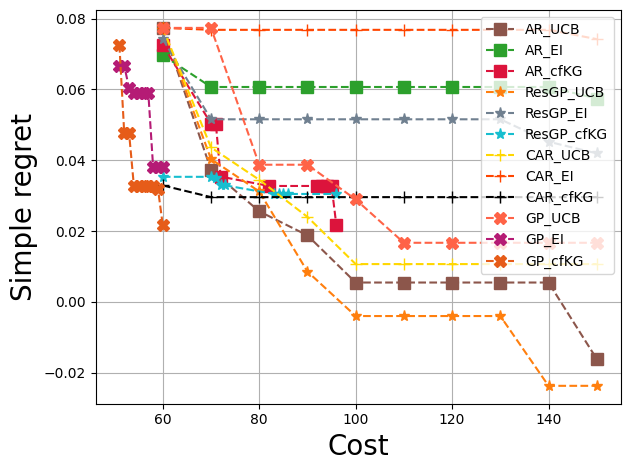 0.08
0.06
0.04
0.02
0.00
−0.02
60
80
100
120
140
Simple regret
Cost
AR_UCB
AR_EI
AR_cfKG
ResGP_UCB
ResGP_EI
ResGP_cfKG
CAR_UCB
CAR_EI
CAR_cfKG
GP_UCB
GP_EI
GP_cfKG